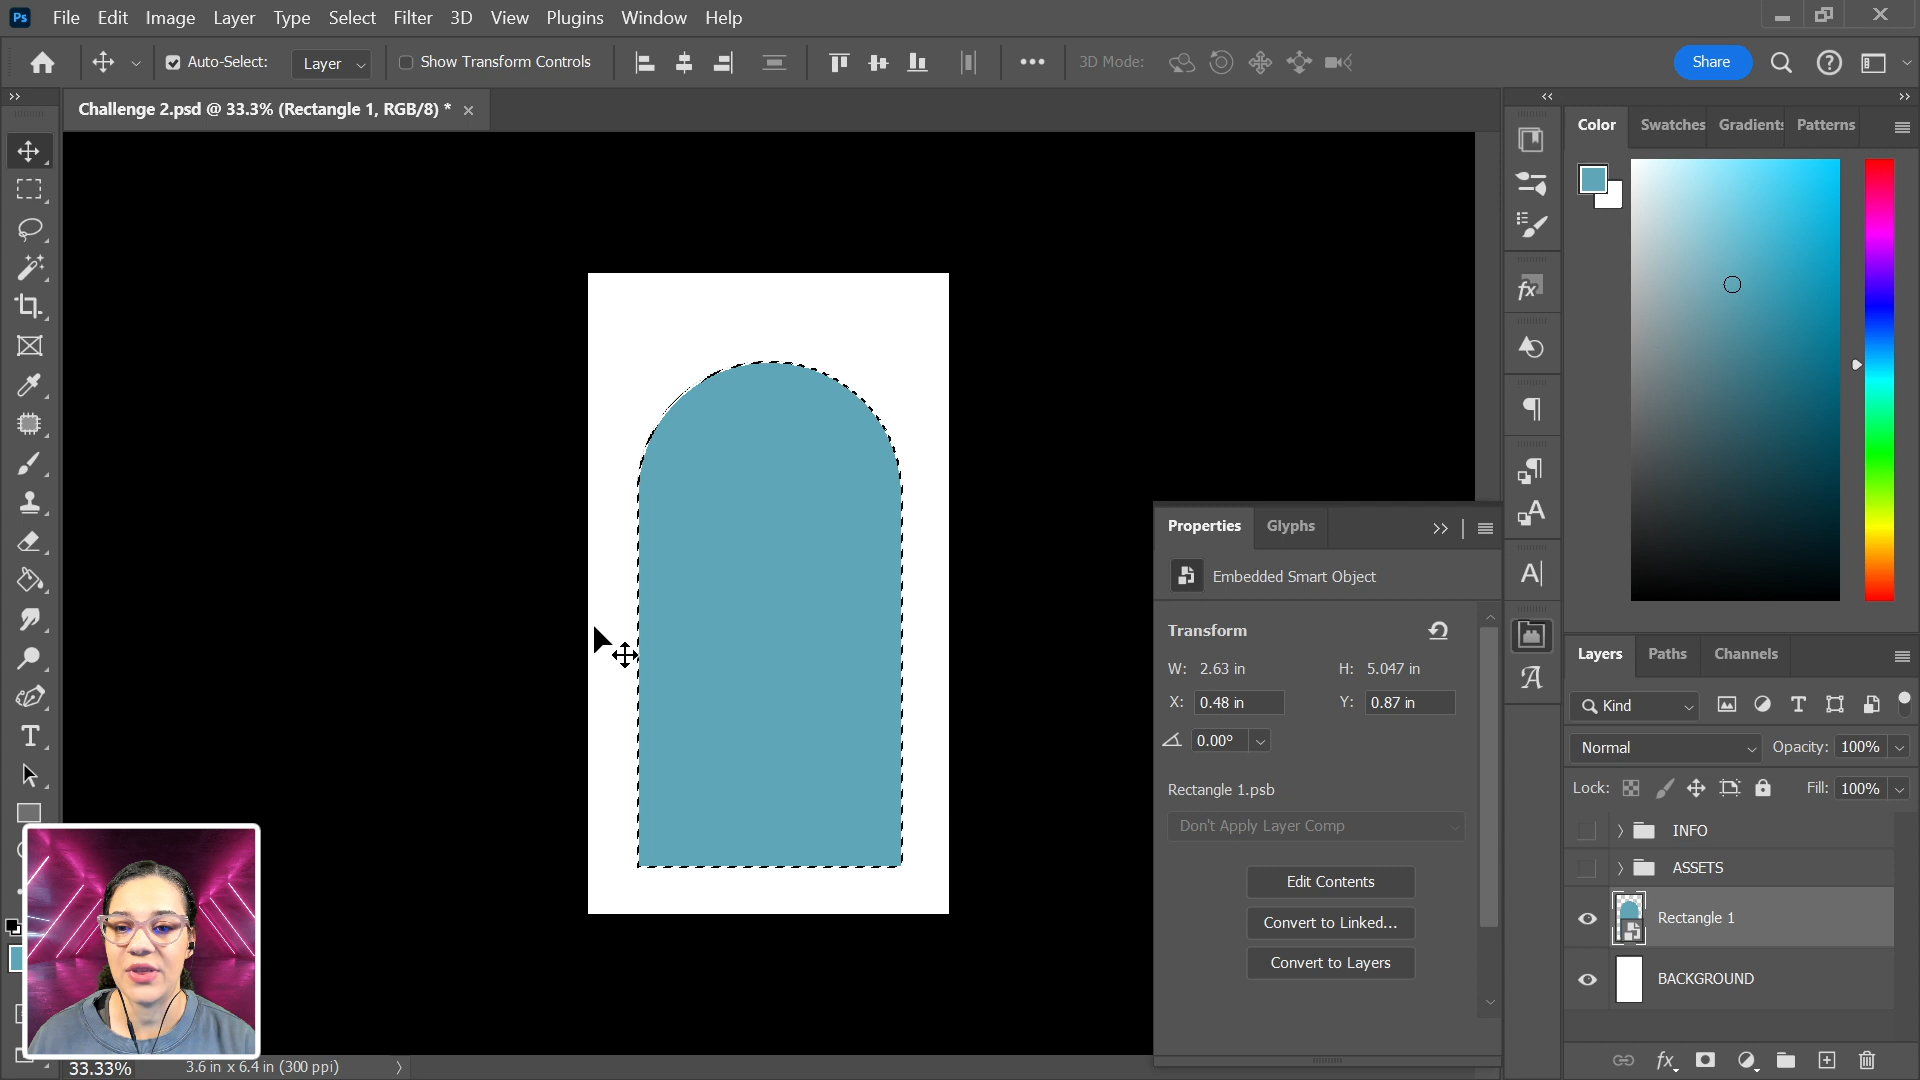 Ps File Edit Image Layer Type Select Filter 3D View Plugins Window Help
Auto-Select: Layer Show Transform Controls 3D Mode: Share
Challenge 2.psd @ 33.3% (Rectangle 1, RGB/8) *
Color Swatches Gradients Patterns
Properties Glyphs
Embedded Smart Object
Transform
W: 2.63 in H: 5.047 in
X: 0.48 in Y: 0.87 in
0.00°
Rectangle 1.psb
Don't Apply Layer Comp
Edit Contents
Convert to Linked...
Convert to Layers
Layers Paths Channels
Kind
Normal Opacity: 100%
Lock: Fill: 100%
INFO
ASSETS
Rectangle 1
BACKGROUND
33.33% 3.6 in x 6.4 in (300 ppi)